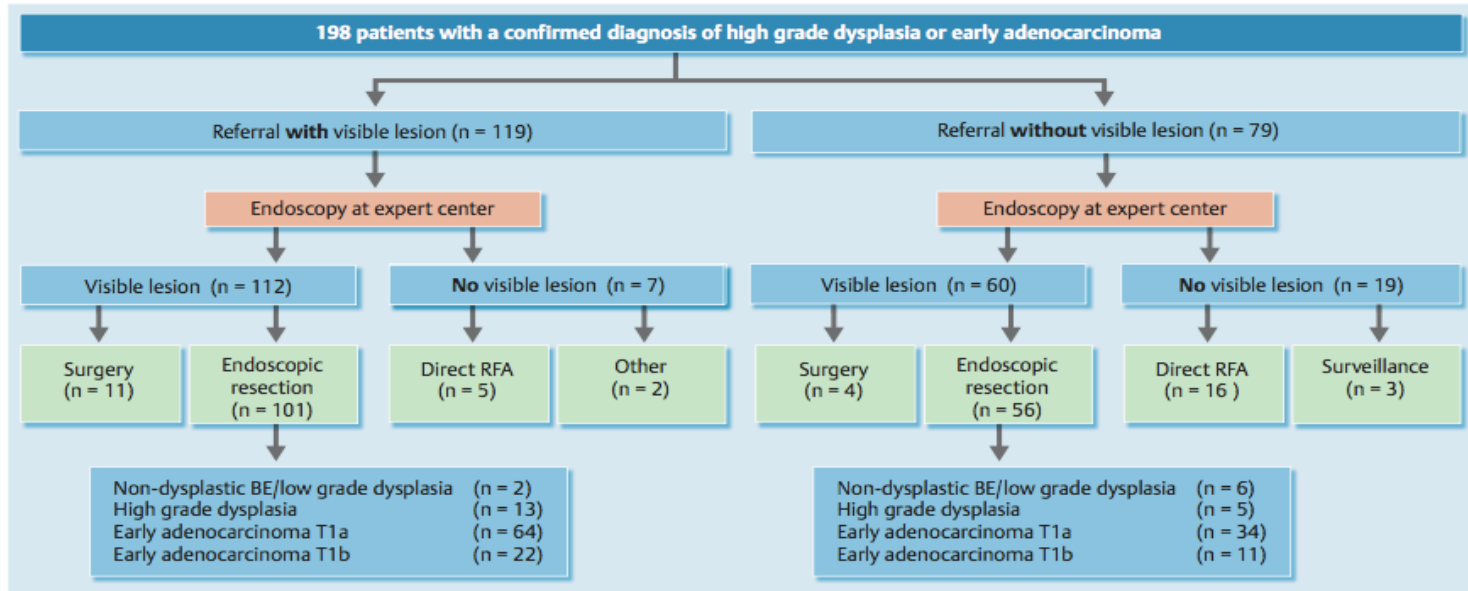 198 patients with a confirmed diagnosis of high grade dysplasia or early adenocarcinoma
Referral with visible lesion (n = 119)
Referral without visible lesion (n = 79)
Endoscopy at expert center
Endoscopy at expert center
Visible lesion (n = 112)
No visible lesion (n = 7)
Visible lesion (n = 60)
No visible lesion (n = 19)
Surgery
(n = 11)
Endoscopic
resection
(n = 101)
Direct RFA
(n = 5)
Other
(n = 2)
Surgery
(n = 4)
Endoscopic
resection
(n = 56)
Direct RFA
(n = 16 )
Surveillance
(n = 3)
Non-dysplastic BE/low grade dysplasia (n = 2)
High grade dysplasia (n = 13)
Early adenocarcinoma T1a (n = 64)
Early adenocarcinoma T1b (n = 22)
Non-dysplastic BE/low grade dysplasia (n = 6)
High grade dysplasia (n = 5)
Early adenocarcinoma T1a (n = 34)
Early adenocarcinoma T1b (n = 11)